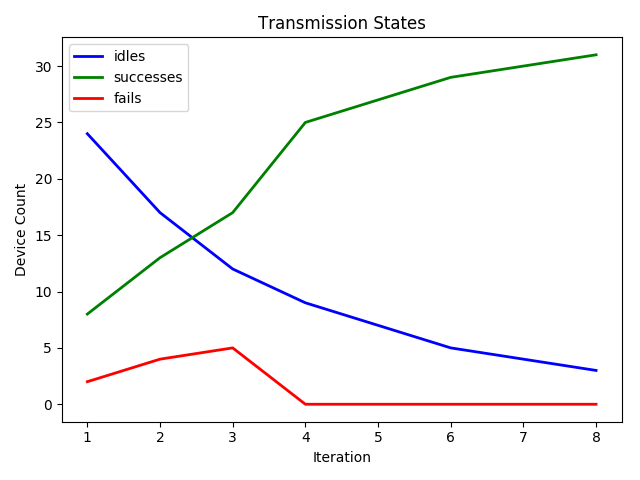 Transmission States
idles
successes
fails
Device Count
30
25
20
15
10
5
0
1 2 3 4 5 6 7 8
Iteration